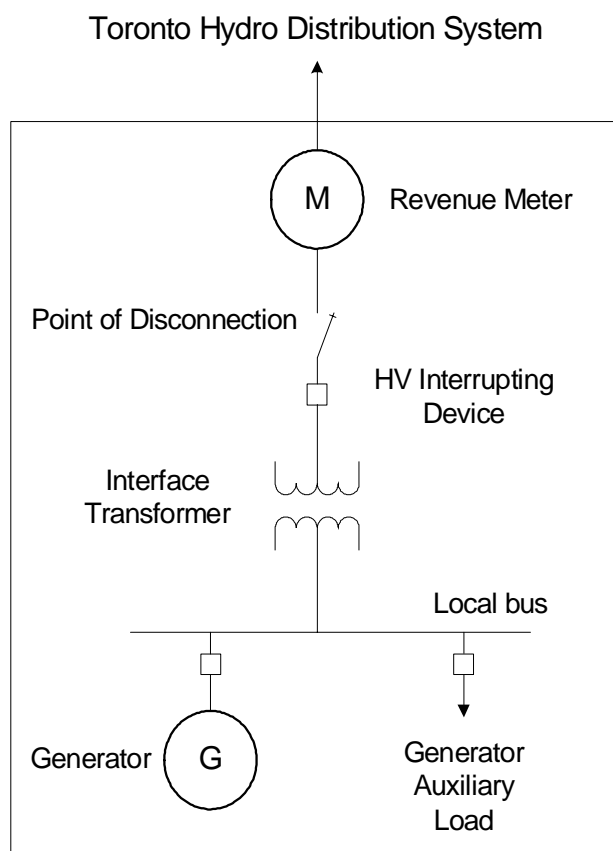 Toronto Hydro Distribution System
M
Revenue Meter
Point of Disconnection
HV Interrupting
Device
Interface
Transformer
Local bus
Generator
G
Generator
Auxiliary
Load